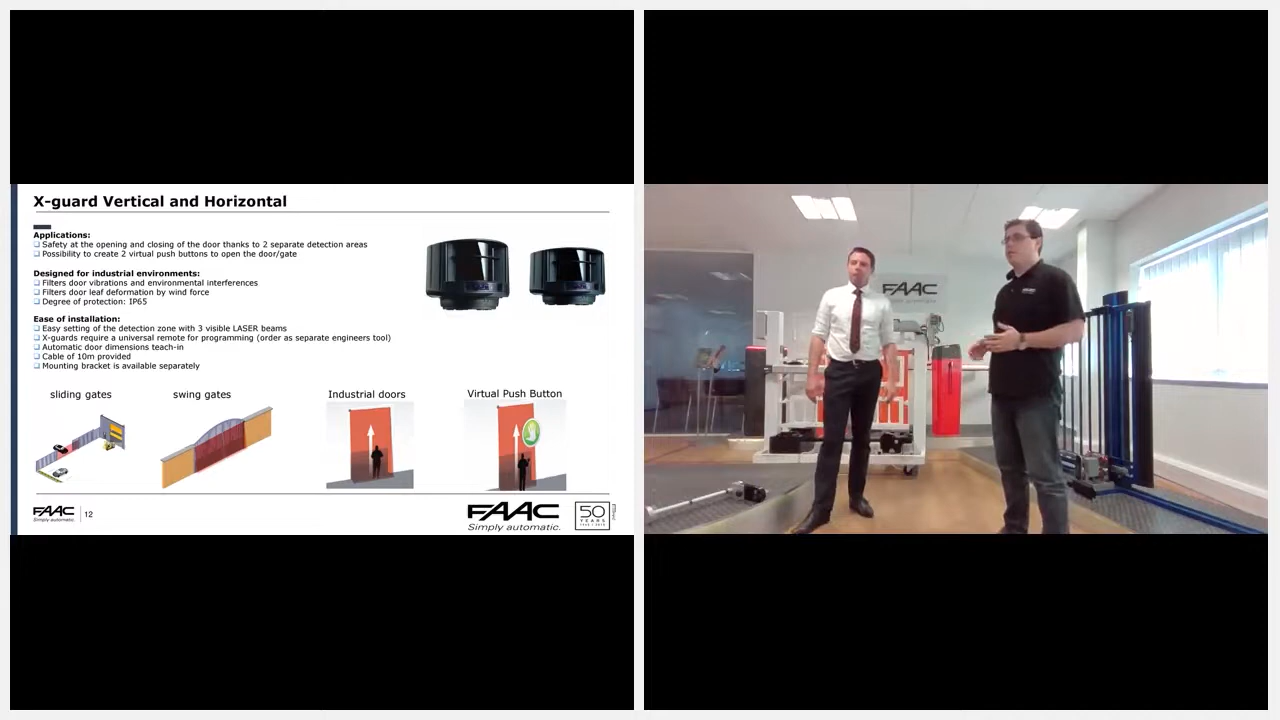 X-guard Vertical and Horizontal
Applications:
Safety at the opening and closing of the door thanks to 2 separate detection areas
Possibility to create 2 virtual push buttons to open the door/gate
Designed for industrial environments:
Filters door vibrations and environmental interferences
Filters door leaf deformation by wind force
Degree of protection: IP65
Ease of installation:
Easy setting of the detection zone with 3 visible LASER beams
X-guards require a universal remote for programming (order as separate engineers tool)
Automatic door dimensions teach-in
Cable of 10m provided
Mounting bracket is available separately
sliding gates
swing gates
Industrial doors
Virtual Push Button
FAAC
Simply automatic.
12
FAAC
Simply automatic.
50
YEARS
FAAC